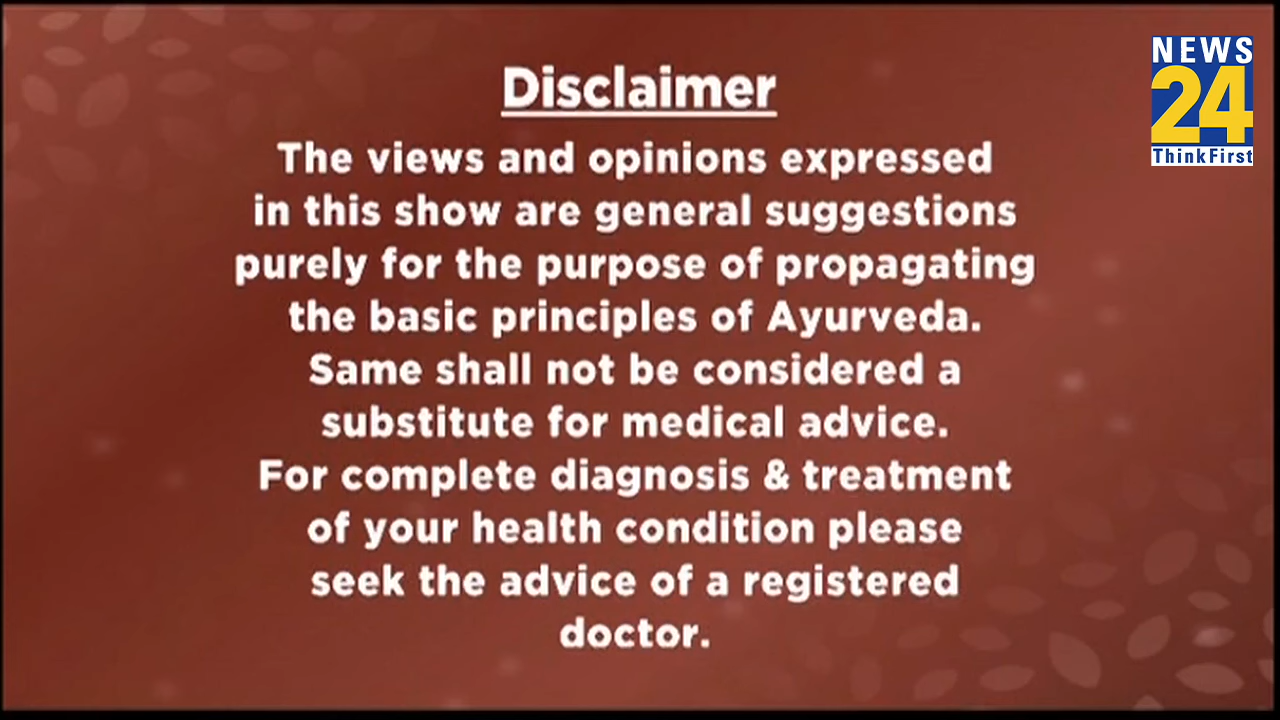 Disclaimer
The views and opinions expressed
in this show are general suggestions
purely for the purpose of propagating
the basic principles of Ayurveda.
Same shall not be considered a
substitute for medical advice.
For complete diagnosis & treatment
of your health condition please
seek the advice of a registered
doctor.
NEWS
24
ThinkFirst